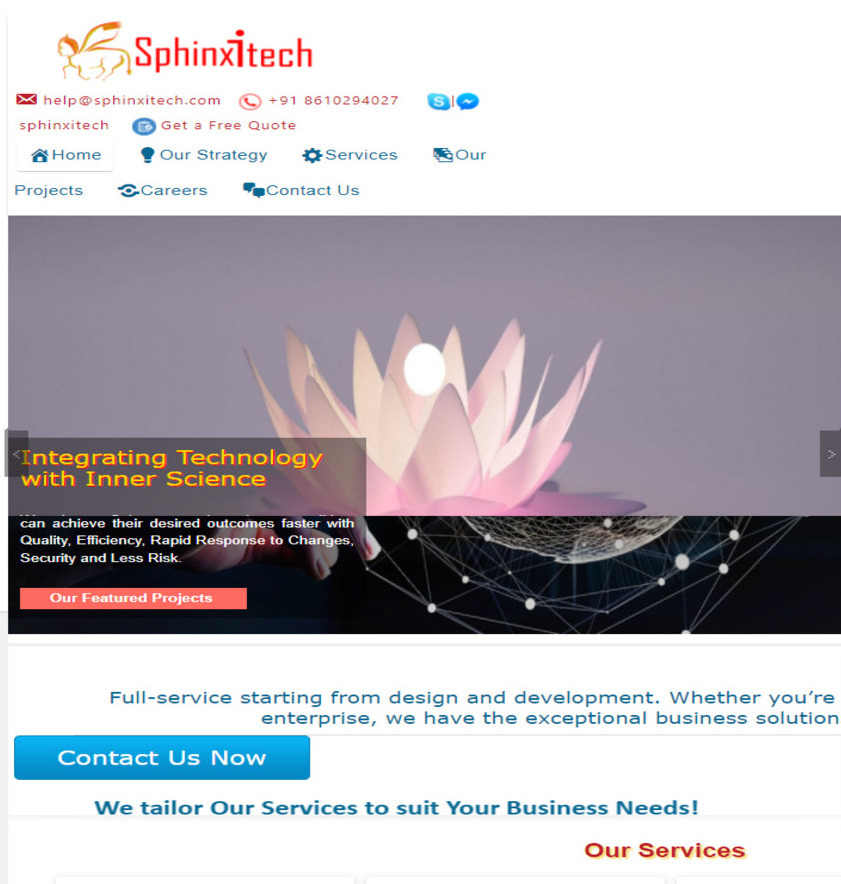 Sphinxitech
help@sphinxitech.com +91 8610294027
sphinxitech Get a Free Quote
Home Our Strategy Services Our
Projects Careers Contact Us
< >
Integrating Technology
with Inner Science
can achieve their desired outcomes faster with
Quality, Efficiency, Rapid Response to Changes,
Security and Less Risk.
Our Featured Projects
Full-service starting from design and development. Whether you’re
enterprise, we have the exceptional business solution
Contact Us Now
We tailor Our Services to suit Your Business Needs!
Our Services